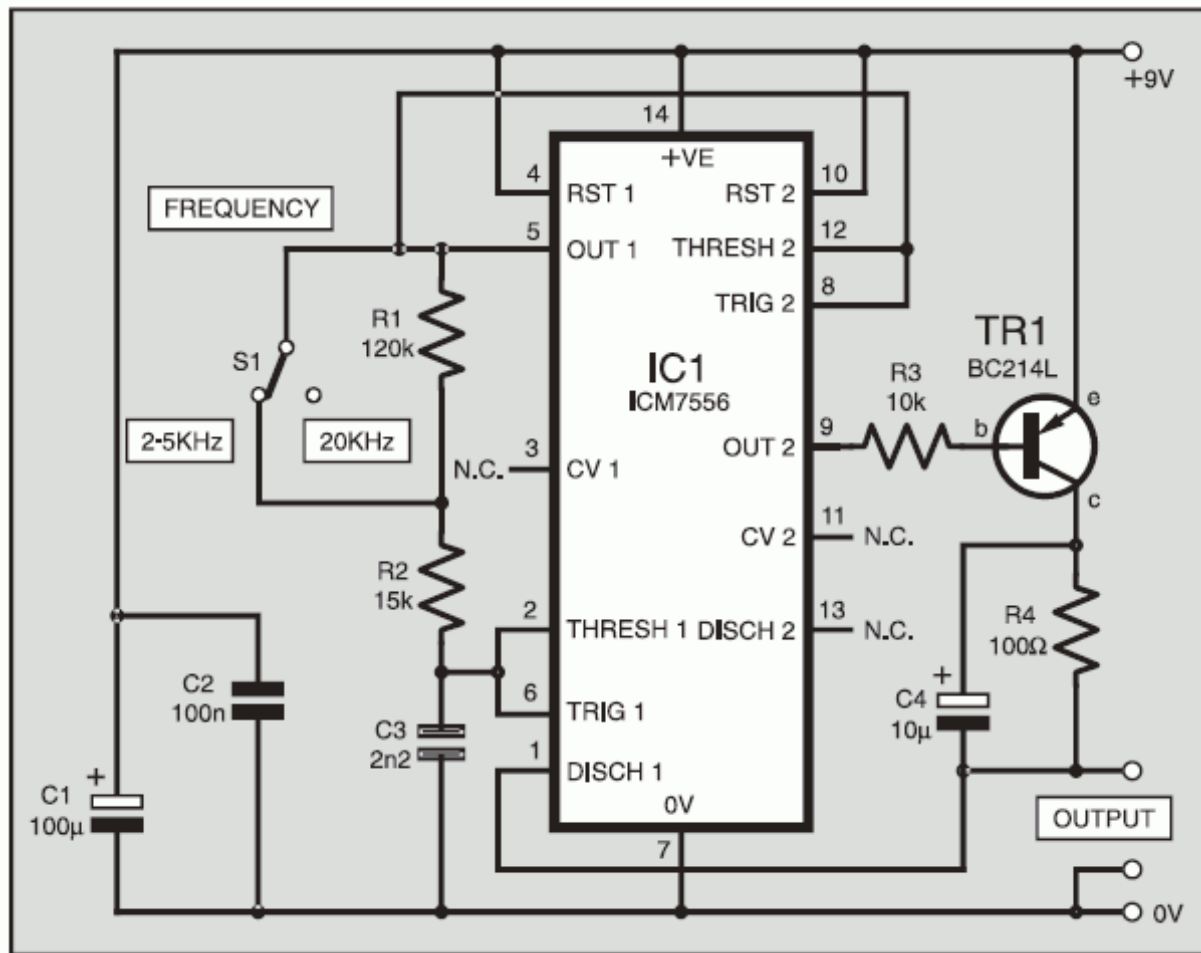 +9V
14
+VE
4
RST 1
10
RST 2
FREQUENCY
5
OUT 1
12
THRESH 2
8
TRIG 2
R1
120k
S1
IC1
ICM7556
TR1
BC214L
R3
10k
e
b
c
2-5KHz
20KHz
9
OUT 2
3
N.C.
CV 1
11
CV 2
N.C.
R2
15k
2
THRESH 1
13
DISCH 2
N.C.
R4
100Ω
C2
100n
6
TRIG 1
C3
2n2
+
C4
10µ
1
DISCH 1
+
C1
100µ
0V
7
OUTPUT
0V